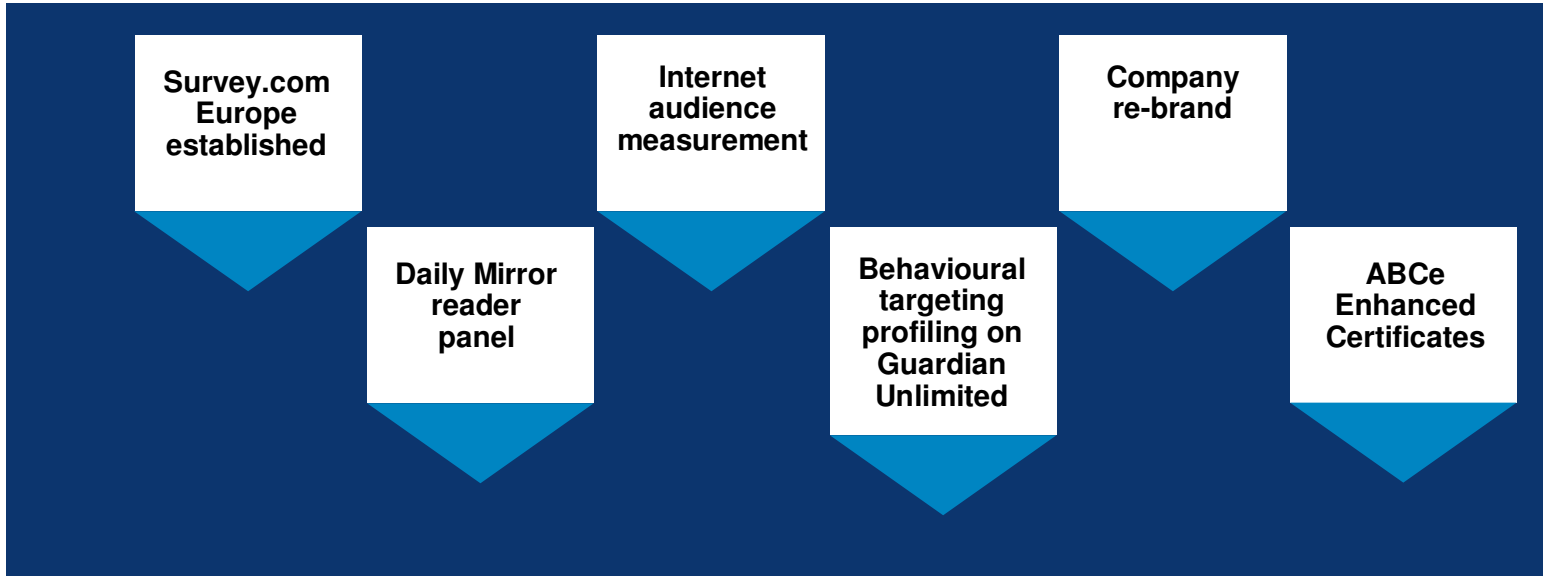 Survey.com
Europe
established
Daily Mirror
reader
panel
Internet
audience
measurement
Behavioural
targeting
profiling on
Guardian
Unlimited
Company
re-brand
ABCe
Enhanced
Certificates